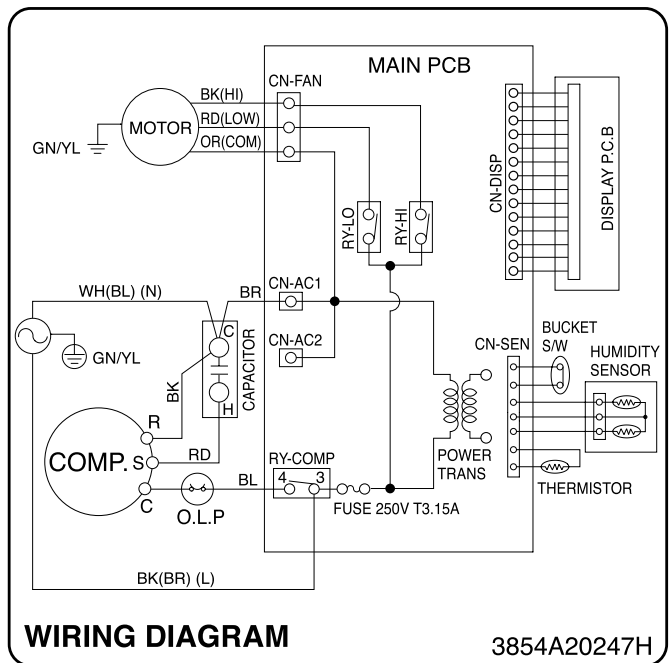 MAIN PCB
CN-FAN
BK(HI)
RD(LOW)
OR(COM)
MOTOR
GN/YL
CN-DISP
DISPLAY P.C.B
RY-LO
RY-HI
WH(BL) (N)
BR
CN-AC1
CN-AC2
C
CAPACITOR
H
GN/YL
BK
CN-SEN
BUCKET
S/W
HUMIDITY
SENSOR
R
COMP.
S
RD
C
O.L.P
BL
RY-COMP
4
3
POWER
TRANS
THERMISTOR
FUSE 250V T3.15A
BK(BR) (L)
WIRING DIAGRAM
3854A20247H